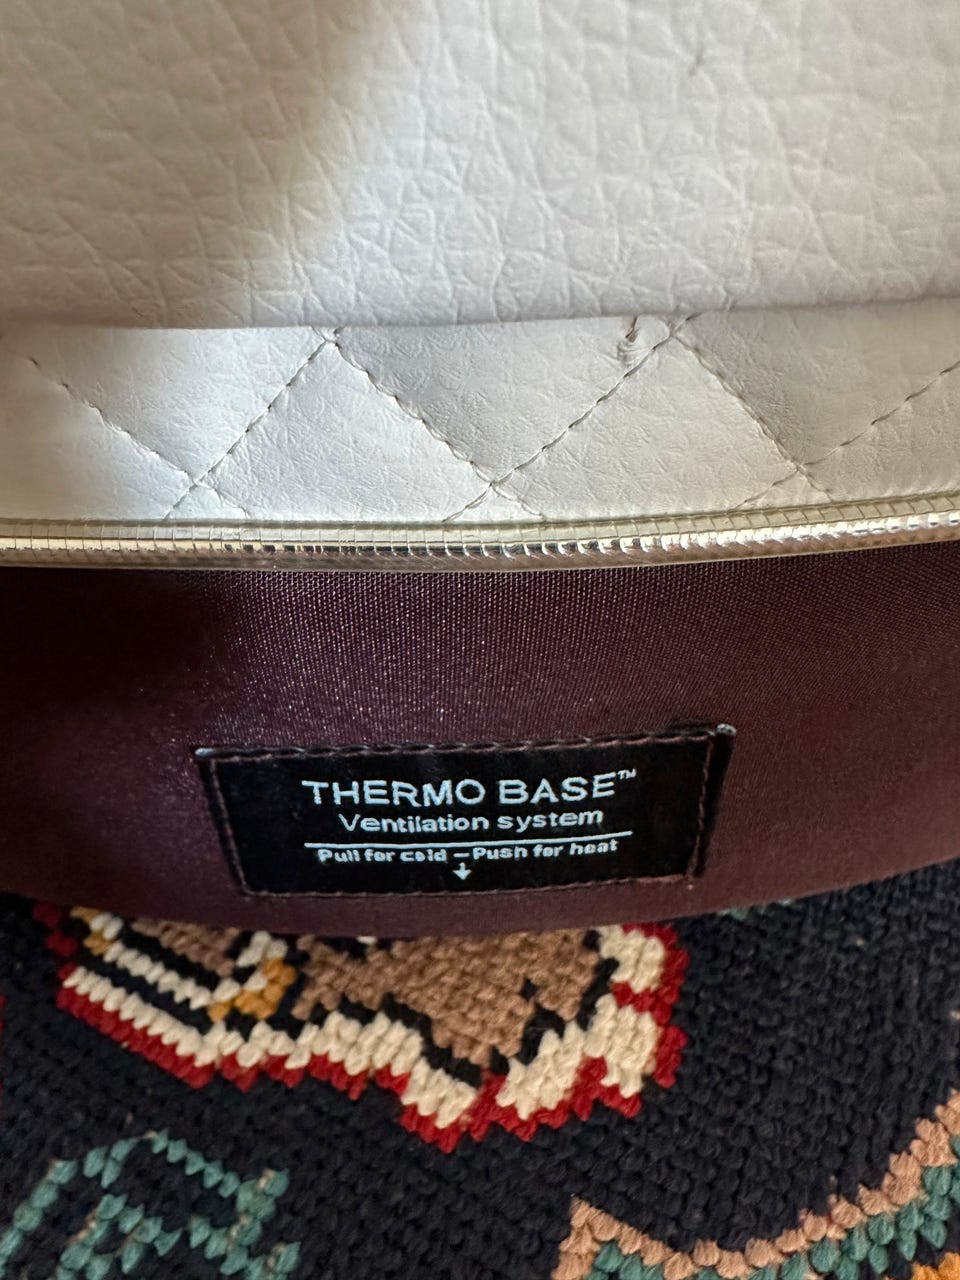 THERMO BASE™
Ventilation system
Pull for cold – Push for heat